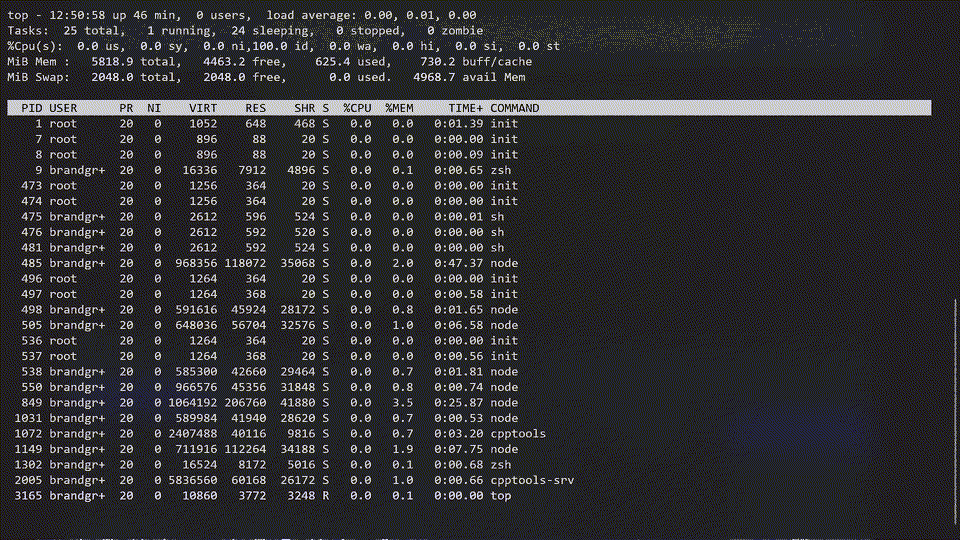 top - 12:50:58 up 46 min,  0 users,  load average: 0.00, 0.01, 0.00
Tasks:  25 total,   1 running,  24 sleeping,   0 stopped,   0 zombie
%Cpu(s):  0.0 us,  0.0 sy,  0.0 ni,100.0 id,  0.0 wa,  0.0 hi,  0.0 si,  0.0 st
MiB Mem :   5818.9 total,   4463.2 free,    625.4 used,    730.2 buff/cache
MiB Swap:   2048.0 total,   2048.0 free,      0.0 used.   4968.7 avail Mem
PID USER      PR  NI    VIRT    RES    SHR S  %CPU  %MEM     TIME+ COMMAND
1 root      20   0    1052    648    468 S   0.0   0.0   0:01.39 init
7 root      20   0     896     88     20 S   0.0   0.0   0:00.00 init
8 root      20   0     896     88     20 S   0.0   0.0   0:00.09 init
9 brandgr+  20   0   16336   7912   4896 S   0.0   0.1   0:00.65 zsh
473 root      20   0    1256    364     20 S   0.0   0.0   0:00.00 init
474 root      20   0    1256    364     20 S   0.0   0.0   0:00.00 init
475 brandgr+  20   0    2612    596    524 S   0.0   0.0   0:00.01 sh
476 brandgr+  20   0    2612    592    520 S   0.0   0.0   0:00.00 sh
481 brandgr+  20   0    2612    592    524 S   0.0   0.0   0:00.00 sh
485 brandgr+  20   0  968356 118072  35068 S   0.0   2.0   0:47.37 node
496 root      20   0    1264    364     20 S   0.0   0.0   0:00.00 init
497 root      20   0    1264    368     20 S   0.0   0.0   0:00.58 init
498 brandgr+  20   0  591616  45924  28172 S   0.0   0.8   0:01.65 node
505 brandgr+  20   0  648036  56704  32576 S   0.0   1.0   0:06.58 node
536 root      20   0    1264    364     20 S   0.0   0.0   0:00.00 init
537 root      20   0    1264    368     20 S   0.0   0.0   0:00.56 init
538 brandgr+  20   0  585300  42660  29464 S   0.0   0.7   0:01.81 node
550 brandgr+  20   0  966576  45356  31848 S   0.0   0.8   0:00.74 node
849 brandgr+  20   0 1064192 206760  41880 S   0.0   3.5   0:25.87 node
1031 brandgr+  20   0  589984  41940  28620 S   0.0   0.7   0:00.53 node
1072 brandgr+  20   0 2407488  40116   9816 S   0.0   0.7   0:03.20 cpptools
1149 brandgr+  20   0  711916 112264  34188 S   0.0   1.9   0:07.75 node
1302 brandgr+  20   0   16524   8172   5016 S   0.0   0.1   0:00.68 zsh
2005 brandgr+  20   0 5836560  60168  26172 S   0.0   1.0   0:00.66 cpptools-srv
3165 brandgr+  20   0   10860   3772   3248 R   0.0   0.1   0:00.00 top